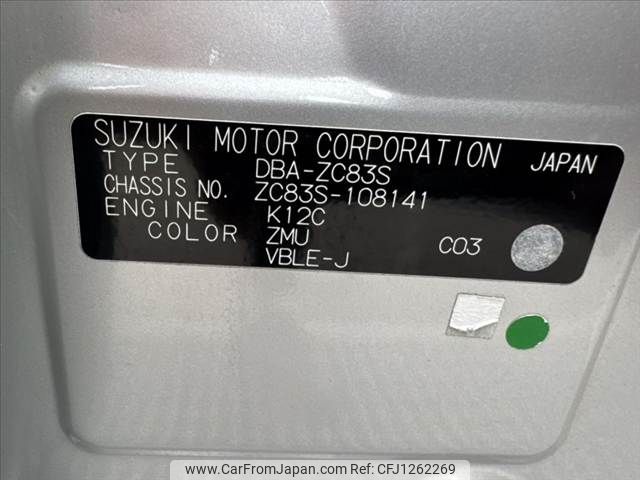 SUZUKI MOTOR CORPORATION JAPAN
TYPE DBA-ZC83S
CHASSIS NO. ZC83S-108141
ENGINE K12C
COLOR ZMU C03
VBLE-J
www.CarFromJapan.com | CFJ1262269